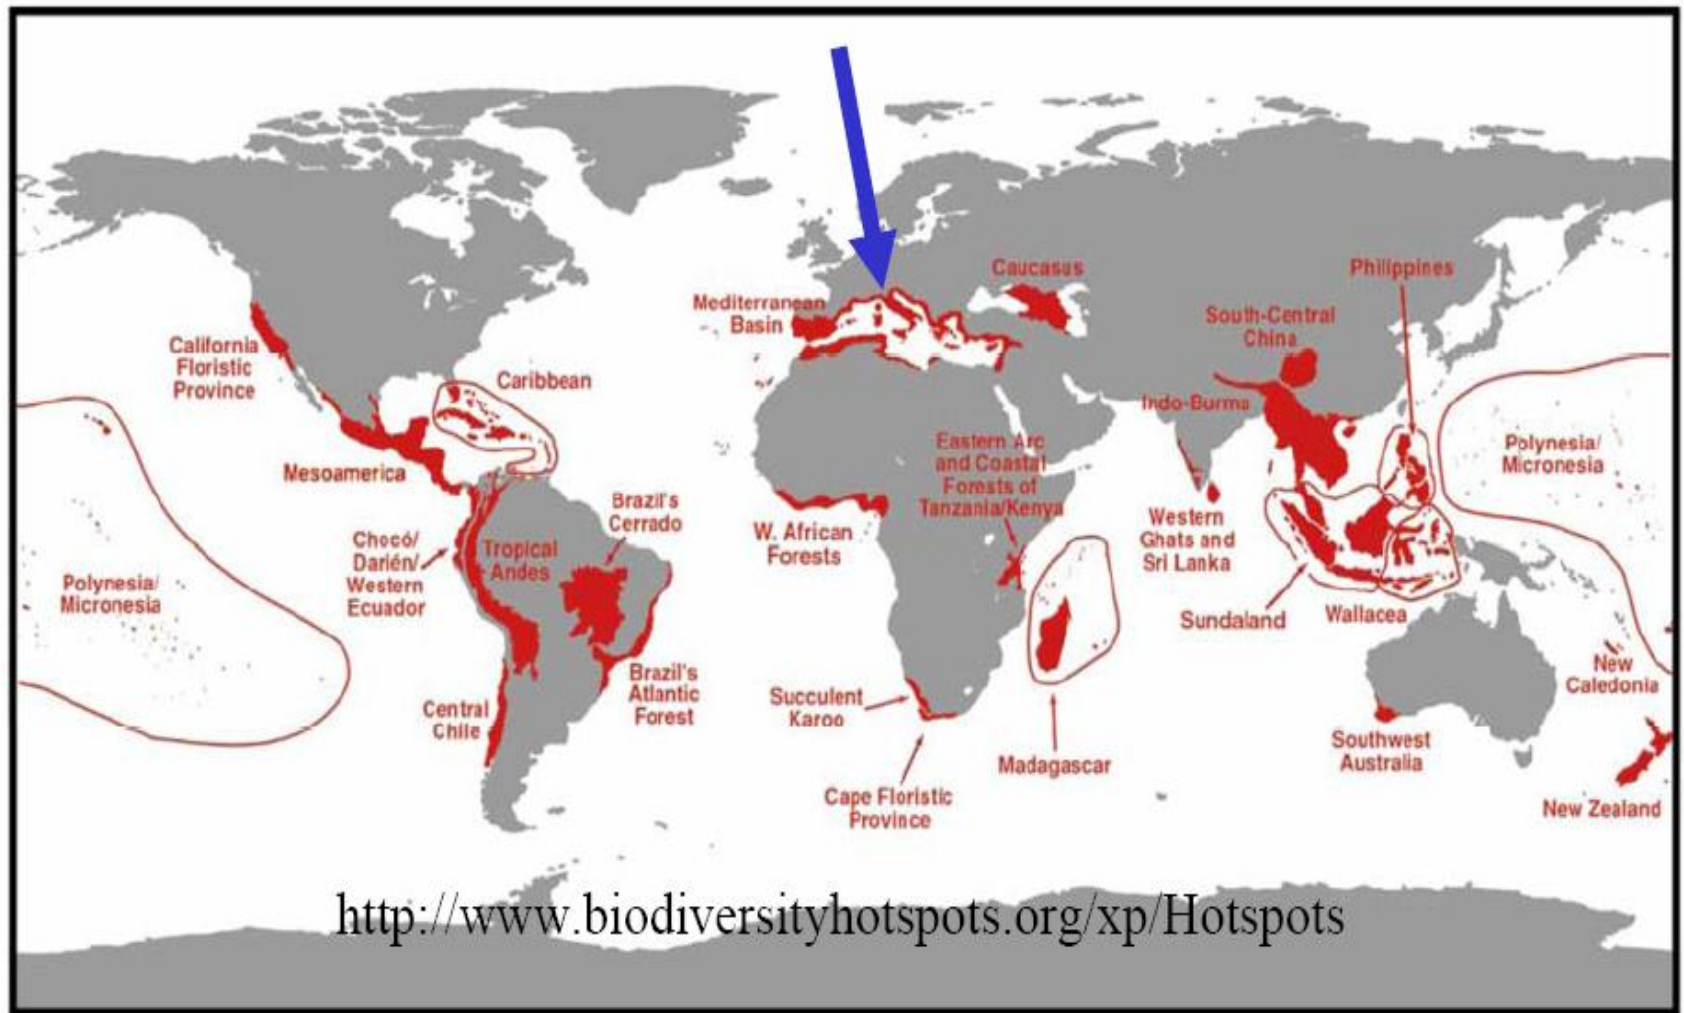 Philippines
Caucasus
Mediterranean
Basin
South-Central
China
California
Floristic
Province
Caribbean
Indo-Burma
Eastern Arc
and Coastal
Forests of
Tanzania/Kenya
Polynesia/
Micronesia
Mesoamerica
Brazil's
Cerrado
W. African
Forests
Western
Ghats and
Sri Lanka
Chocó/
Darién/
Western
Ecuador
Tropical
Andes
Polynesia/
Micronesia
Sundaland
Wallacea
New
Caledonia
Brazil's
Atlantic
Forest
Succulent
Karoo
Central
Chile
Madagascar
Southwest
Australia
Cape Floristic
Province
New Zealand
http://www.biodiversityhotspots.org/xp/Hotspots